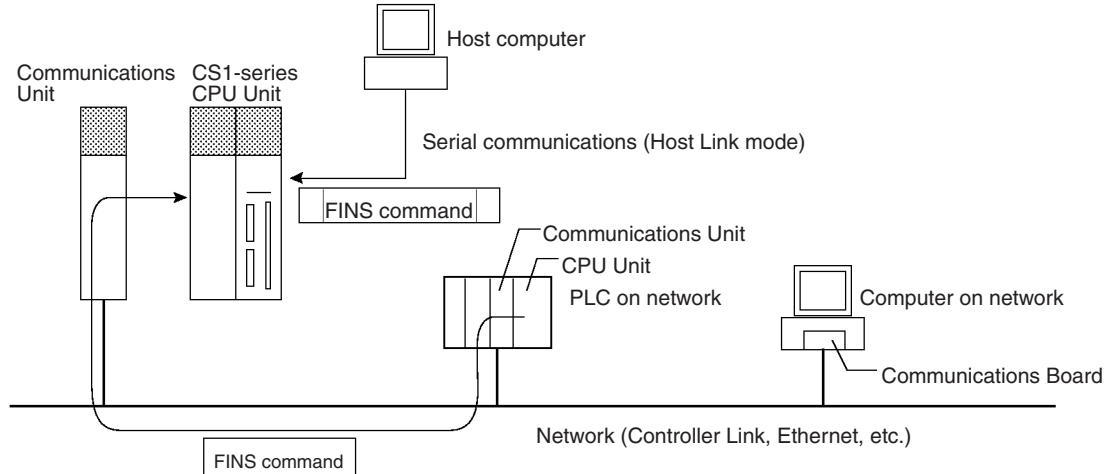 Host computer
Communications
Unit
CS1-series
CPU Unit
Serial communications (Host Link mode)
FINS command
Communications Unit
CPU Unit
PLC on network
Computer on network
Communications Board
Network (Controller Link, Ethernet, etc.)
FINS command